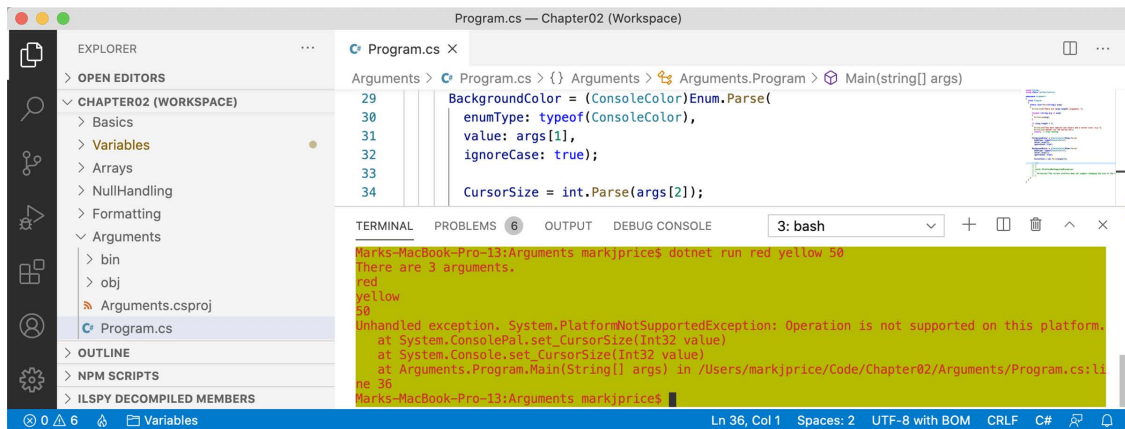 Program.cs — Chapter02 (Workspace)
EXPLORER
OPEN EDITORS
CHAPTER02 (WORKSPACE)
Basics
Variables
Arrays
NullHandling
Formatting
Arguments
bin
obj
Arguments.csproj
Program.cs
OUTLINE
NPM SCRIPTS
ILSPY DECOMPILED MEMBERS
Program.cs
Arguments > Program.cs > {} Arguments > Arguments.Program > Main(string[] args)
29 BackgroundColor = (ConsoleColor)Enum.Parse(
30 enumType: typeof(ConsoleColor),
31 value: args[1],
32 ignoreCase: true);
33
34 CursorSize = int.Parse(args[2]);
TERMINAL PROBLEMS 6 OUTPUT DEBUG CONSOLE 3: bash
Marks-MacBook-Pro-13:Arguments markjprice$ dotnet run red yellow 50
There are 3 arguments.
red
yellow
50
Unhandled exception. System.PlatformNotSupportedException: Operation is not supported on this platform.
at System.ConsolePal.set_CursorSize(Int32 value)
at System.Console.set_CursorSize(Int32 value)
at Arguments.Program.Main(String[] args) in /Users/markjprice/Code/Chapter02/Arguments/Program.cs:li
ne 36
Marks-MacBook-Pro-13:Arguments markjprice$
0 6 Variables Ln 36, Col 1 Spaces: 2 UTF-8 with BOM CRLF C#